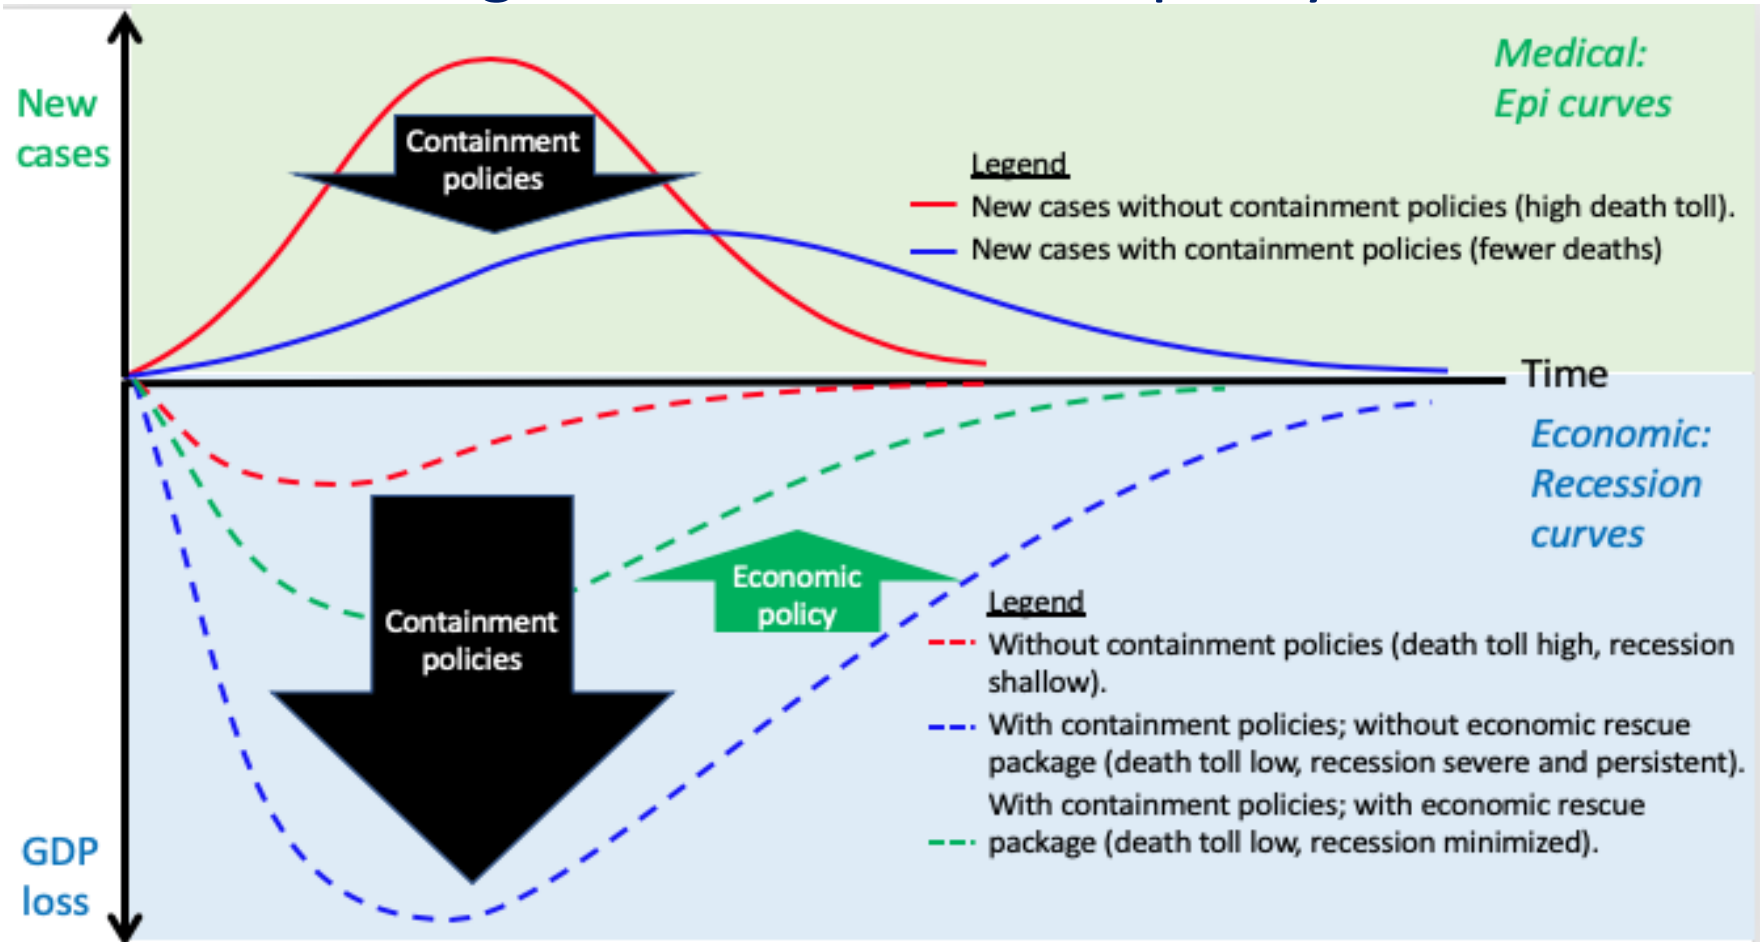 New
cases
Medical:
Epi curves
Containment
policies
Legend
New cases without containment policies (high death toll).
New cases with containment policies (fewer deaths)
Time
Economic:
Recession
curves
Containment
policies
Economic
policy
Legend
Without containment policies (death toll high, recession
shallow).
With containment policies; without economic rescue
package (death toll low, recession severe and persistent).
With containment policies; with economic rescue
package (death toll low, recession minimized).
GDP
loss